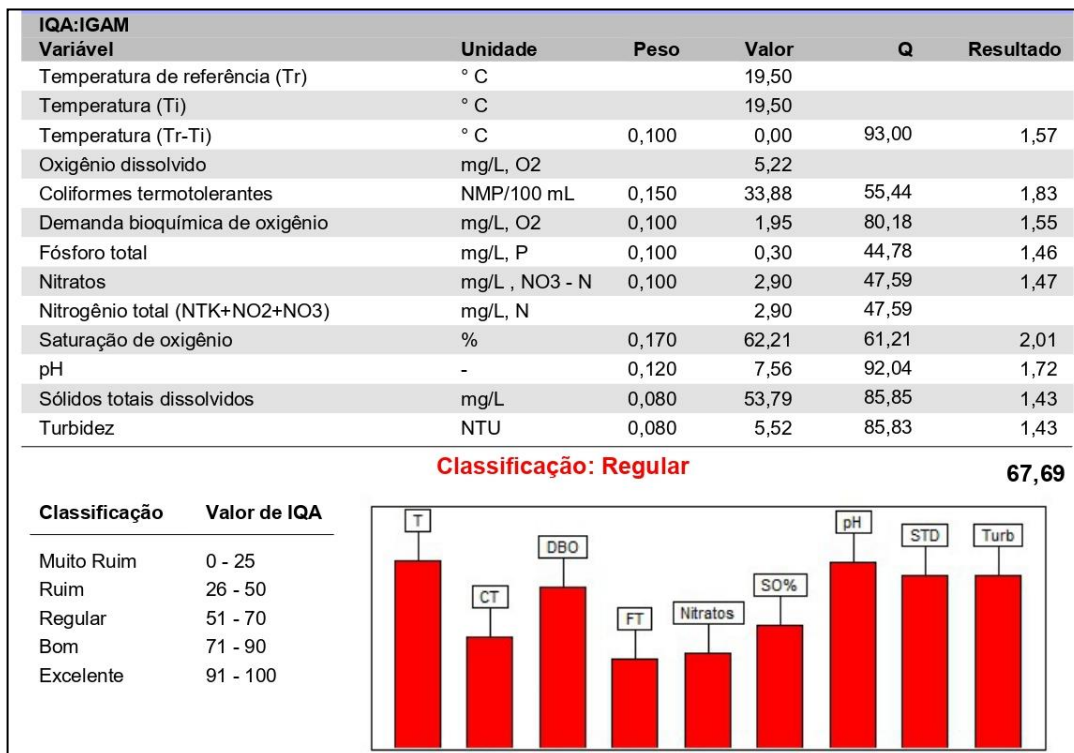 IQA:IGAM
Variável Unidade Peso Valor Q Resultado
Temperatura de referência (Tr) ° C 19,50
Temperatura (Ti) ° C 19,50
Temperatura (Tr-Ti) ° C 0,100 0,00 93,00 1,57
Oxigênio dissolvido mg/L, O2 5,22
Coliformes termotolerantes NMP/100 mL 0,150 33,88 55,44 1,83
Demanda bioquímica de oxigênio mg/L, O2 0,100 1,95 80,18 1,55
Fósforo total mg/L, P 0,100 0,30 44,78 1,46
Nitratos mg/L , NO3 - N 0,100 2,90 47,59 1,47
Nitrogênio total (NTK+NO2+NO3) mg/L, N 2,90 47,59
Saturação de oxigênio % 0,170 62,21 61,21 2,01
pH - 0,120 7,56 92,04 1,72
Sólidos totais dissolvidos mg/L 0,080 53,79 85,85 1,43
Turbidez NTU 0,080 5,52 85,83 1,43
Classificação: Regular 67,69
Classificação Valor de IQA
Muito Ruim 0 - 25
Ruim 26 - 50
Regular 51 - 70
Bom 71 - 90
Excelente 91 - 100
T CT DBO FT Nitratos SO% pH STD Turb